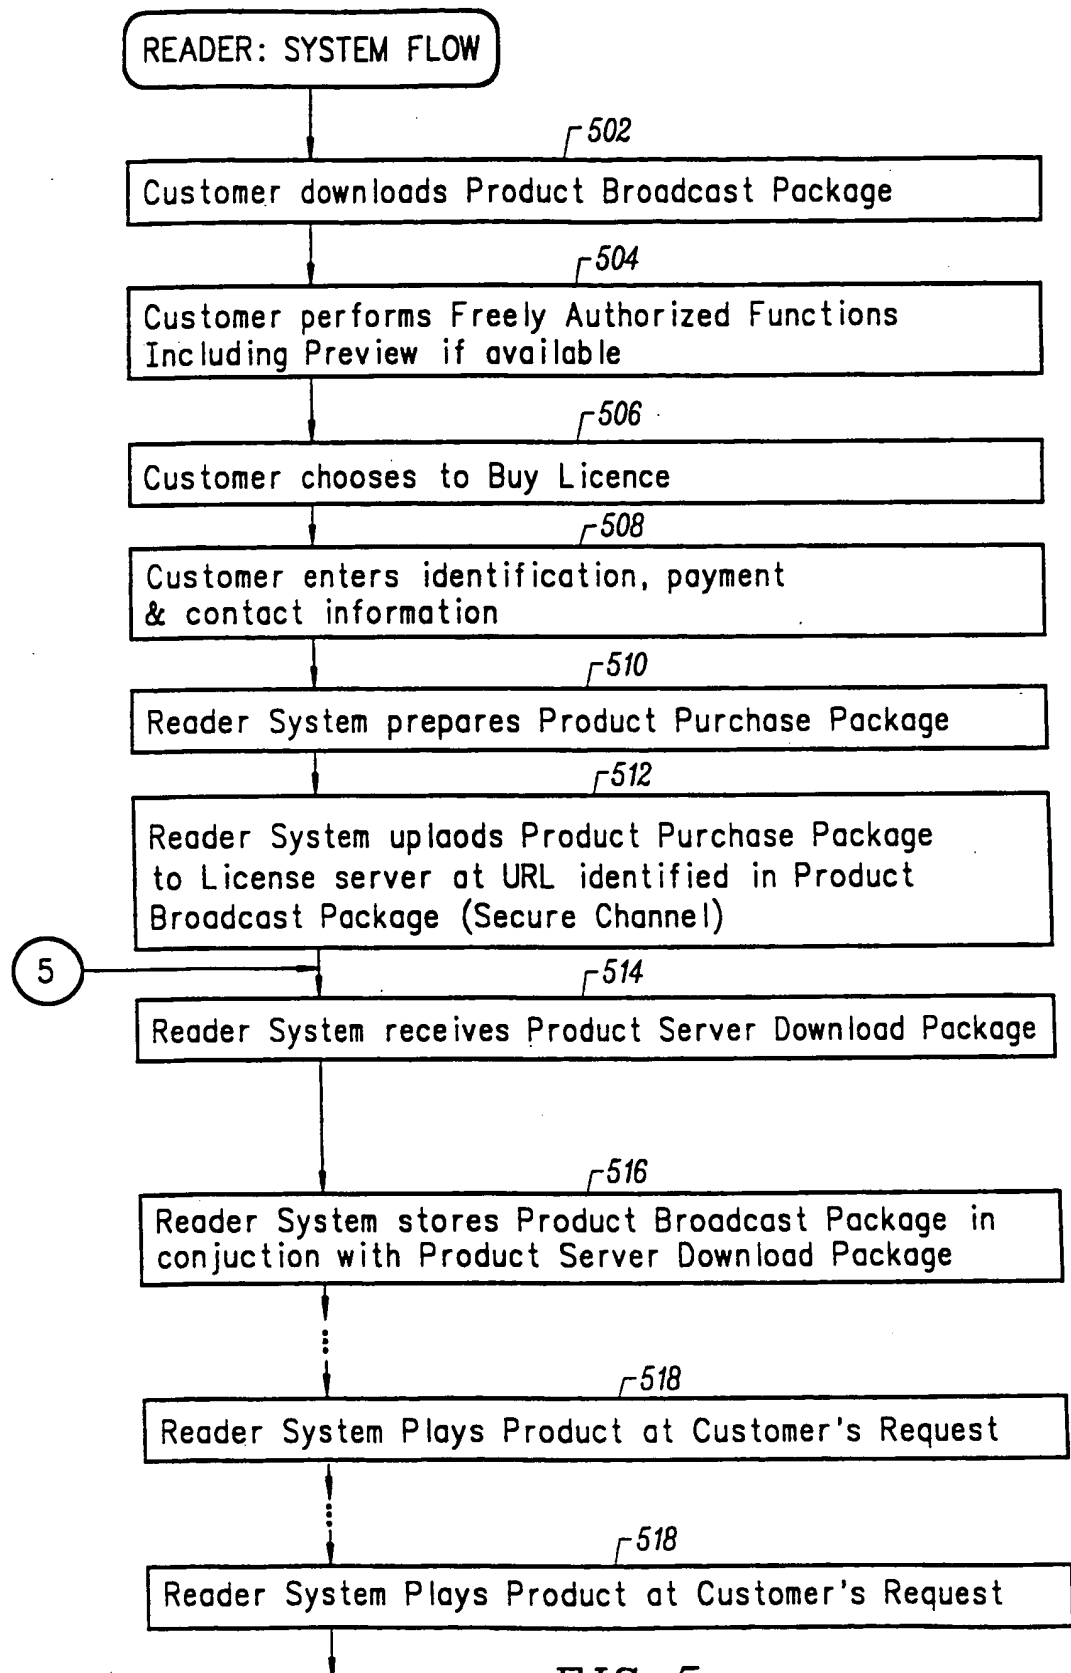 READER: SYSTEM FLOW
502
Customer downloads Product Broadcast Package
504
Customer performs Freely Authorized Functions
Including Preview if available
506
Customer chooses to Buy Licence
508
Customer enters identification, payment
& contact information
510
Reader System prepares Product Purchase Package
512
Reader System uplaods Product Purchase Package
to License server at URL identified in Product
Broadcast Package (Secure Channel)
5
514
Reader System receives Product Server Download Package
516
Reader System stores Product Broadcast Package in
conjuction with Product Server Download Package
518
Reader System Plays Product at Customer's Request
518
Reader System Plays Product at Customer's Request
FIG. 5